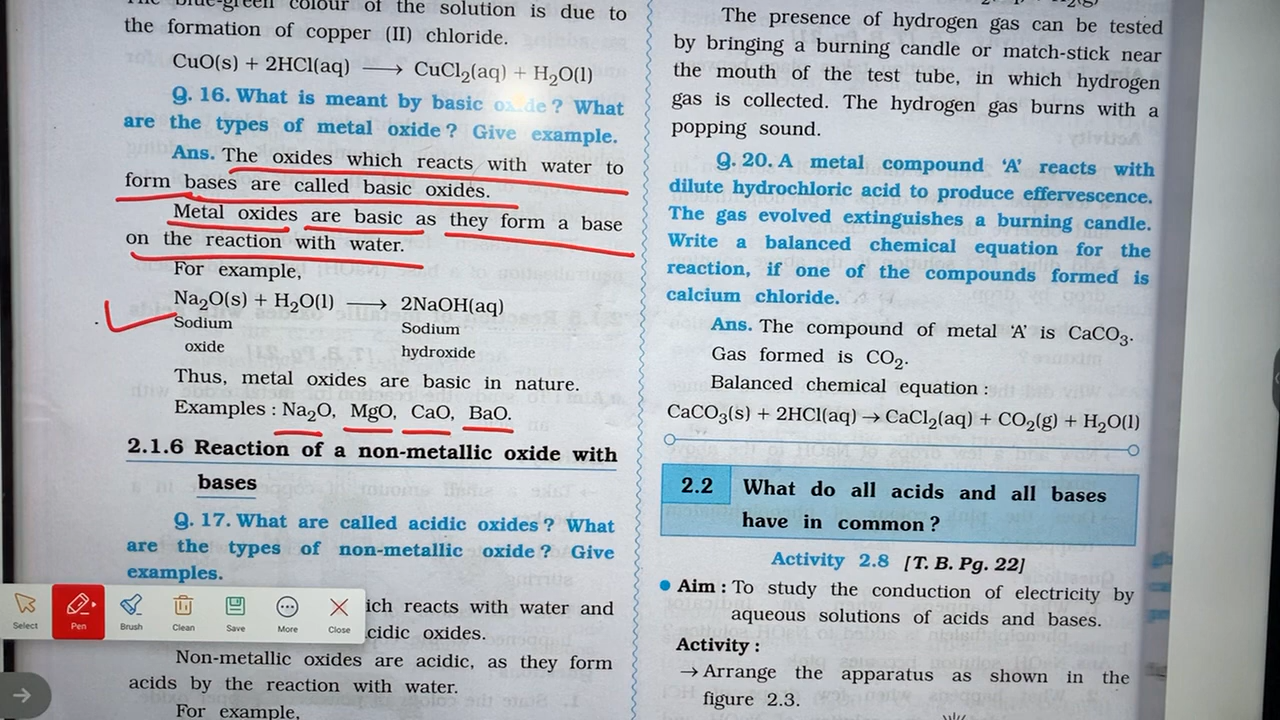 The blue-green colour of the solution is due to
the formation of copper (II) chloride.
CuO(s) + 2HCl(aq) ⟶ CuCl₂(aq) + H₂O(l)
Q. 16. What is meant by basic oxide ? What
are the types of metal oxide ? Give example.
Ans. The oxides which reacts with water to
form bases are called basic oxides.
Metal oxides are basic as they form a base
on the reaction with water.
For example,
Na₂O(s) + H₂O(l) ⟶ 2NaOH(aq)
Sodium Sodium
oxide hydroxide
Thus, metal oxides are basic in nature.
Examples : Na₂O, MgO, CaO, BaO.
2.1.6 Reaction of a non-metallic oxide with
bases
Q. 17. What are called acidic oxides ? What
are the types of non-metallic oxide ? Give
examples.
ich reacts with water and
cidic oxides.
Non-metallic oxides are acidic, as they form
acids by the reaction with water.
For example,
The presence of hydrogen gas can be tested
by bringing a burning candle or match-stick near
the mouth of the test tube, in which hydrogen
gas is collected. The hydrogen gas burns with a
popping sound.
Q. 20. A metal compound ‘A’ reacts with
dilute hydrochloric acid to produce effervescence.
The gas evolved extinguishes a burning candle.
Write a balanced chemical equation for the
reaction, if one of the compounds formed is
calcium chloride.
Ans. The compound of metal ‘A’ is CaCO₃.
Gas formed is CO₂.
Balanced chemical equation :
CaCO₃(s) + 2HCl(aq) → CaCl₂(aq) + CO₂(g) + H₂O(l)
2.2 What do all acids and all bases
have in common ?
Activity 2.8 [T. B. Pg. 22]
● Aim : To study the conduction of electricity by
aqueous solutions of acids and bases.
Activity :
→ Arrange the apparatus as shown in the
figure 2.3.
Select Pen Brush Clean Save More Close